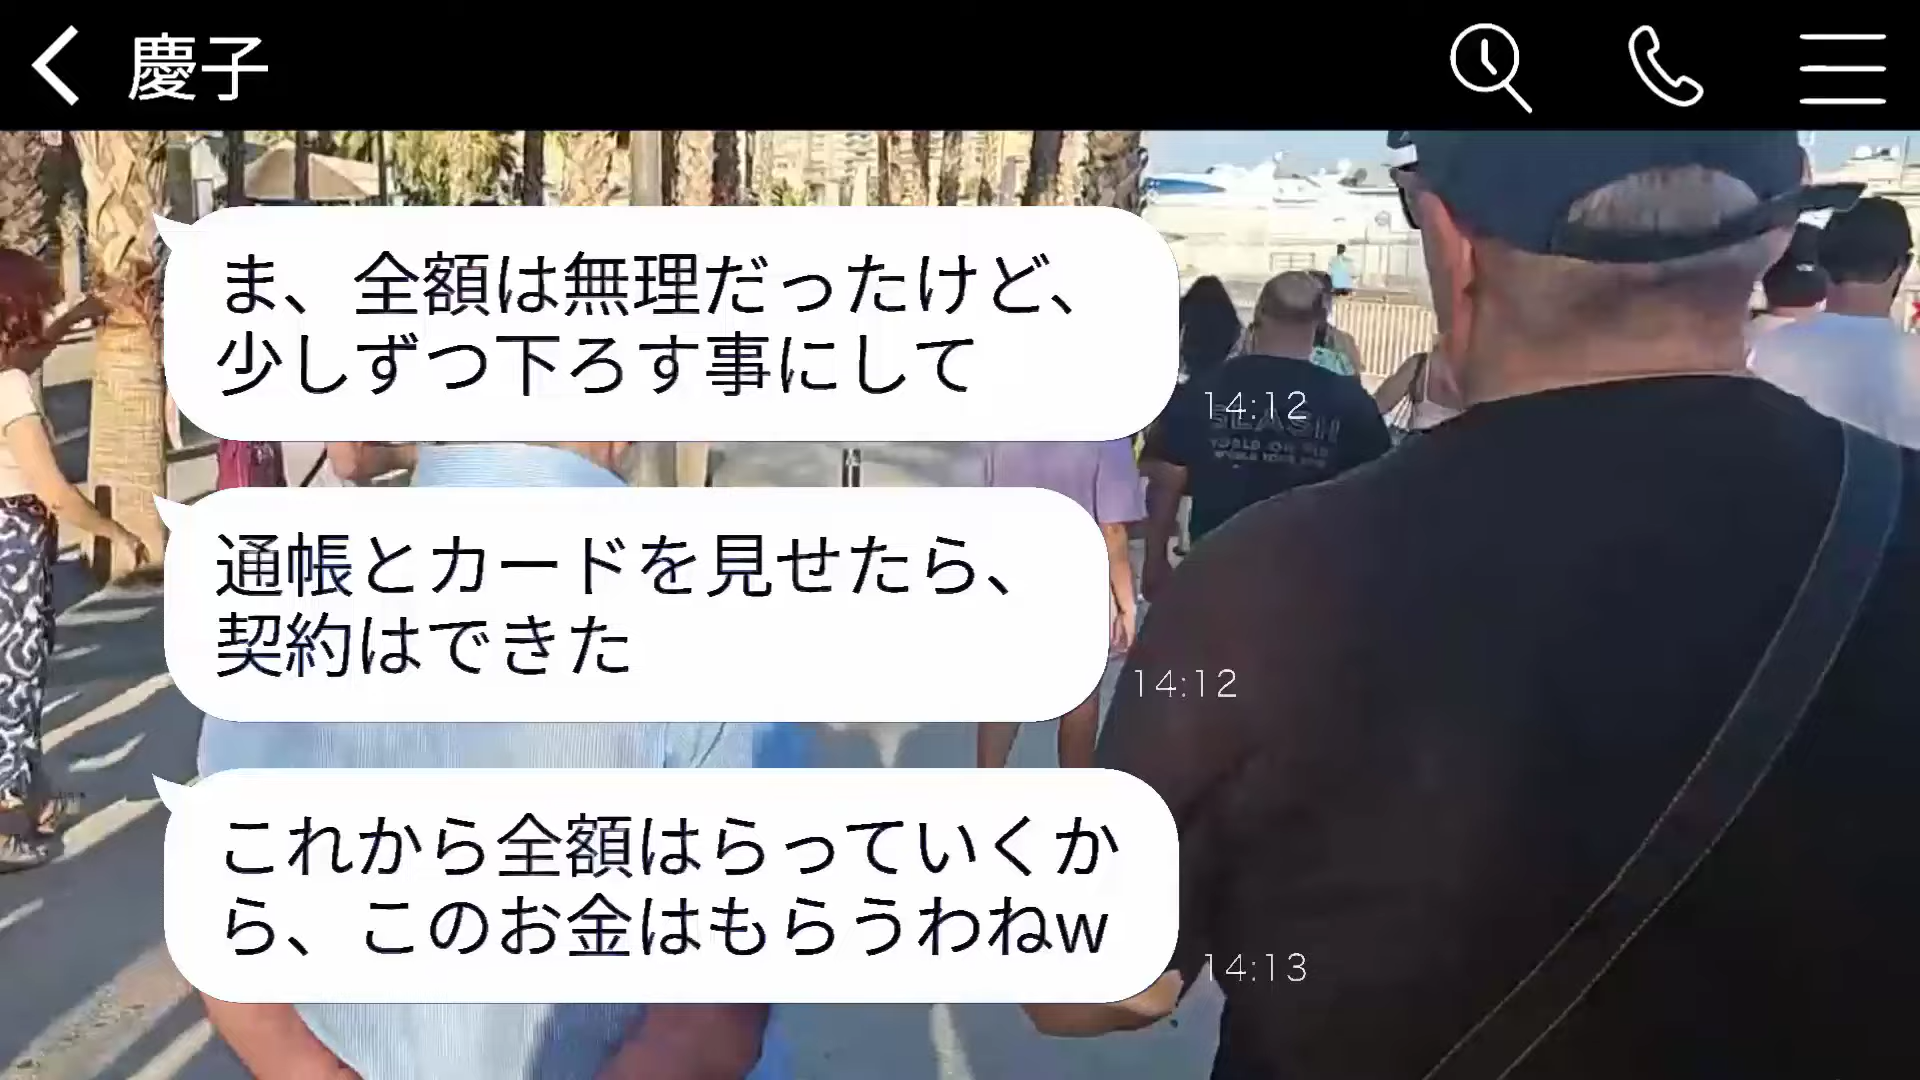 慶子
ま、全額は無理だったけど、
少しずつ下ろす事にして
14:12
通帳とカードを見せたら、
契約はできた
14:12
これから全額はらっていくか
ら、このお金はもらうわねw
14:13